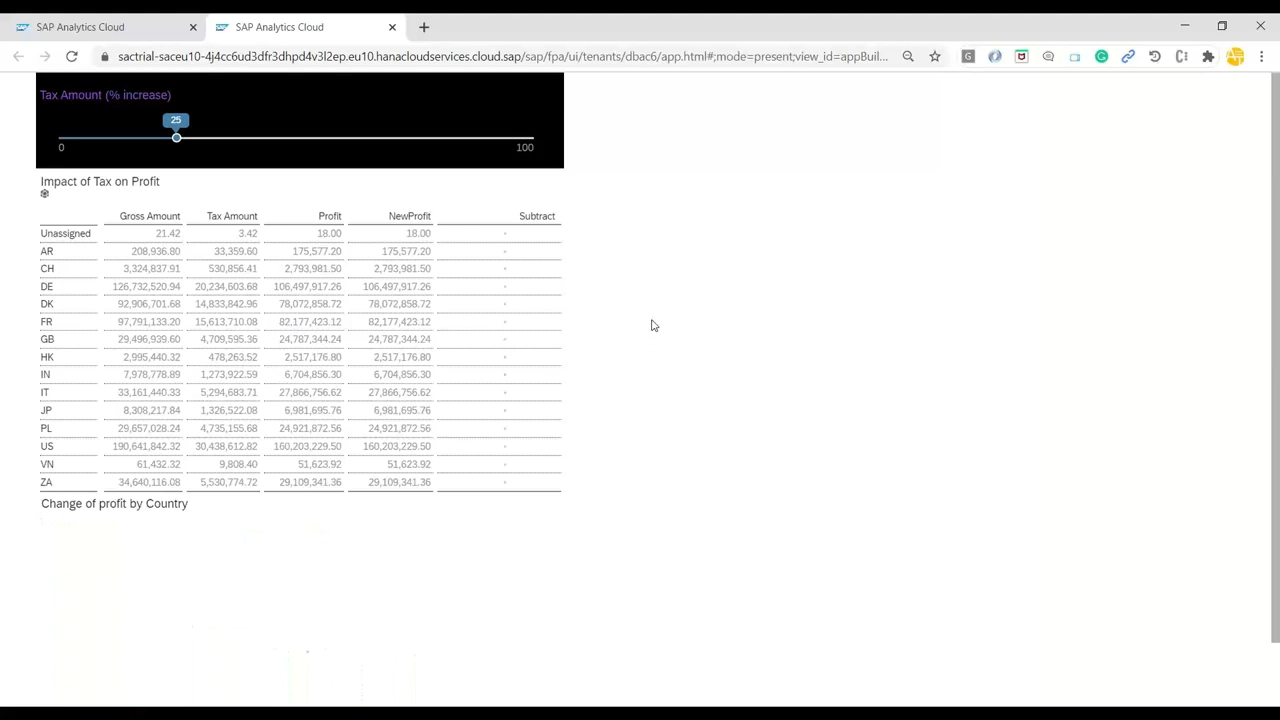 SAP Analytics Cloud
SAP Analytics Cloud
sactrial-saceu10-4j4cc6ud3dfr3dhpd4y3l2ep.eu10.hanacloudservices.cloud.sap/sap/fpa/ui/tenants/dbac6/app.html#;mode=present;view_id=appBuil...
Tax Amount (% increase)
25
0 100
Impact of Tax on Profit
Gross Amount Tax Amount Profit NewProfit Subtract
Unassigned 21.42 3.42 18.00 18.00
AR 208,936.80 33,359.60 175,577.20 175,577.20
CH 3,324,837.91 530,856.41 2,793,981.50 2,793,981.50
DE 126,732,520.94 20,234,603.68 106,497,917.26 106,497,917.26
DK 92,906,701.68 14,833,842.96 78,072,858.72 78,072,858.72
FR 97,791,133.20 15,613,710.08 82,177,423.12 82,177,423.12
GB 29,496,939.60 4,709,595.36 24,787,344.24 24,787,344.24
HK 2,995,440.32 478,263.52 2,517,176.80 2,517,176.80
IN 7,978,778.89 1,273,922.59 6,704,856.30 6,704,856.30
IT 33,161,440.33 5,294,683.71 27,866,756.62 27,866,756.62
JP 8,308,217.84 1,326,522.08 6,981,695.76 6,981,695.76
PL 29,657,028.24 4,735,155.68 24,921,872.56 24,921,872.56
US 190,641,842.32 30,438,612.82 160,203,229.50 160,203,229.50
VN 61,432.32 9,808.40 51,623.92 51,623.92
ZA 34,640,116.08 5,530,774.72 29,109,341.36 29,109,341.36
Change of profit by Country